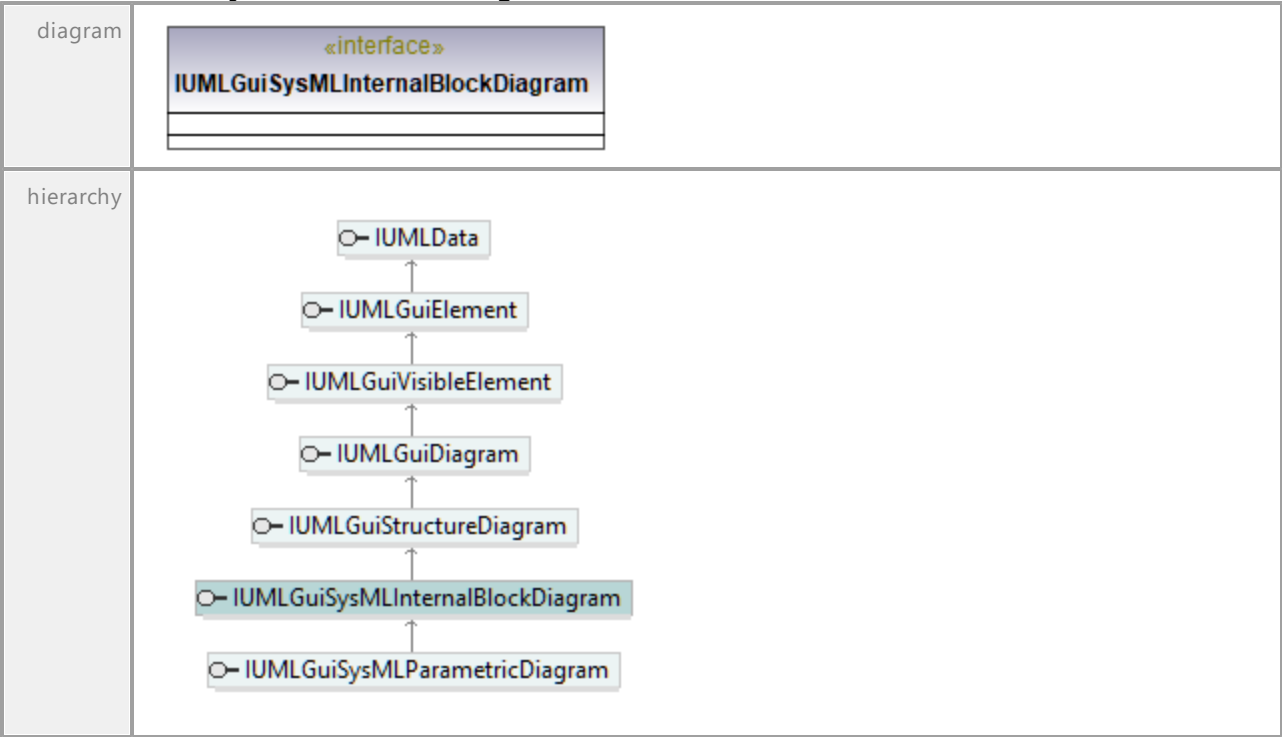 diagram
«interface»
IUMLGuiSysMLInternalBlockDiagram
hierarchy
IUMLData
IUMLGuiElement
IUMLGuiVisibleElement
IUMLGuiDiagram
IUMLGuiStructureDiagram
IUMLGuiSysMLInternalBlockDiagram
IUMLGuiSysMLParametricDiagram